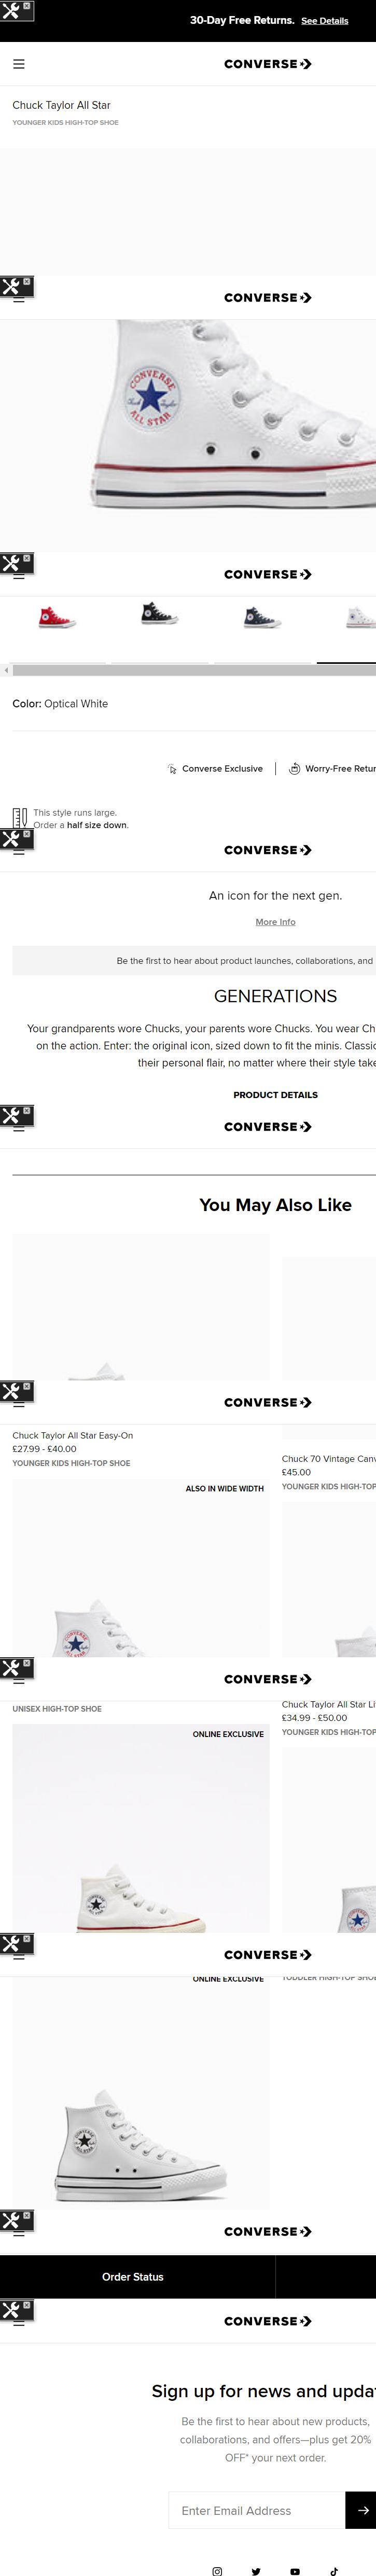 30-Day Free Returns. See Details
CONVERSE
Chuck Taylor All Star
YOUNGER KIDS HIGH-TOP SHOE
CONVERSE
CONVERSE
ALL STAR
CONVERSE
Color: Optical White
Converse Exclusive
Worry-Free Retur
This style runs large.
Order a half size down.
CONVERSE
An icon for the next gen.
More Info
Be the first to hear about product launches, collaborations, and
GENERATIONS
Your grandparents wore Chucks, your parents wore Chucks. You wear Ch
on the action. Enter: the original icon, sized down to fit the minis. Classic
their personal flair, no matter where their style take
PRODUCT DETAILS
CONVERSE
You May Also Like
CONVERSE
Chuck Taylor All Star Easy-On
£27.99 - £40.00
YOUNGER KIDS HIGH-TOP SHOE
Chuck 70 Vintage Canv
£45.00
YOUNGER KIDS HIGH-TOP
ALSO IN WIDE WIDTH
CONVERSE
UNISEX HIGH-TOP SHOE
Chuck Taylor All Star Li
£34.99 - £50.00
YOUNGER KIDS HIGH-TOP
ONLINE EXCLUSIVE
CONVERSE
ONLINE EXCLUSIVE
TODDLER HIGH-TOP SHOE
CONVERSE
Order Status
CONVERSE
Sign up for news and updat
Be the first to hear about new products,
collaborations, and offers—plus get 20%
OFF* your next order.
Enter Email Address